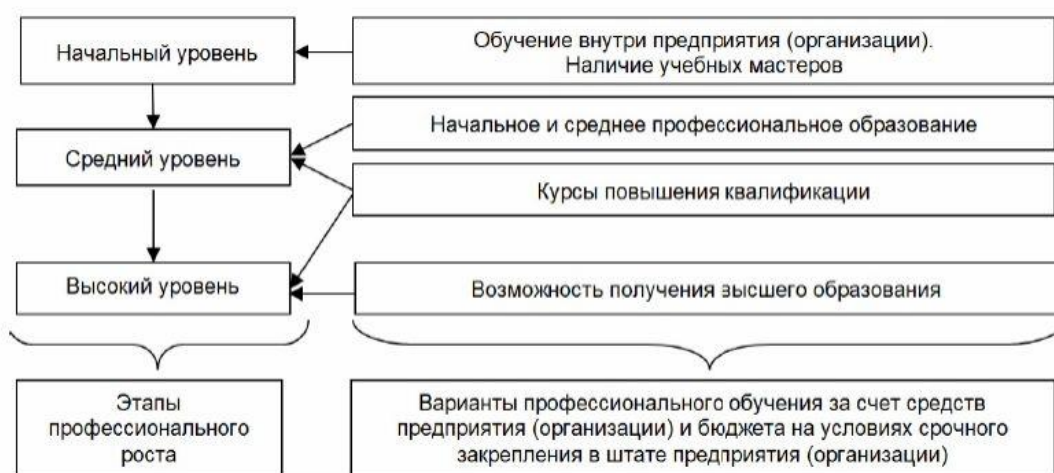 Начальный уровень
Обучение внутри предприятия (организации).
Наличие учебных мастеров
Начальное и среднее профессиональное образование
Средний уровень
Курсы повышения квалификации
Высокий уровень
Возможность получения высшего образования
Этапы
профессионального
роста
Варианты профессионального обучения за счет средств
предприятия (организации) и бюджета на условиях срочного
закрепления в штате предприятия (организации)